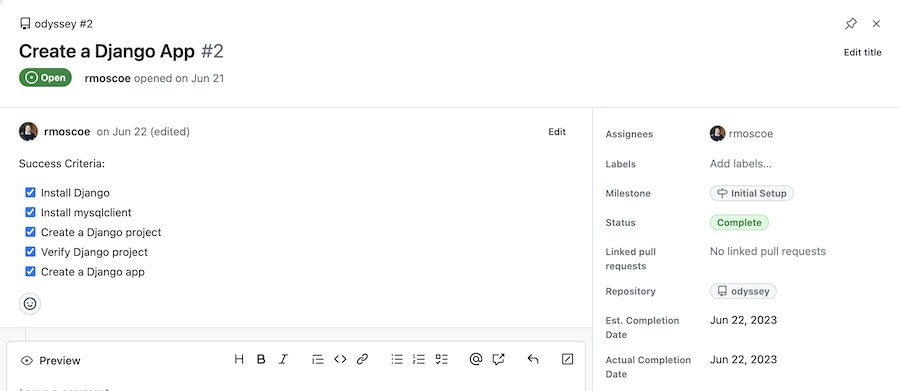 odyssey #2
Create a Django App #2
Edit title
Open
rmoscoe opened on Jun 21
rmoscoe on Jun 22 (edited)
Edit
Success Criteria:
Install Django
Install mysqlclient
Create a Django project
Verify Django project
Create a Django app
Preview
H B I
Leave a comment
Assignees
rmoscoe
Labels
Add labels...
Milestone
Initial Setup
Status
Complete
Linked pull
requests
No linked pull requests
Repository
odyssey
Est. Completion
Date
Jun 22, 2023
Actual Completion
Date
Jun 22, 2023